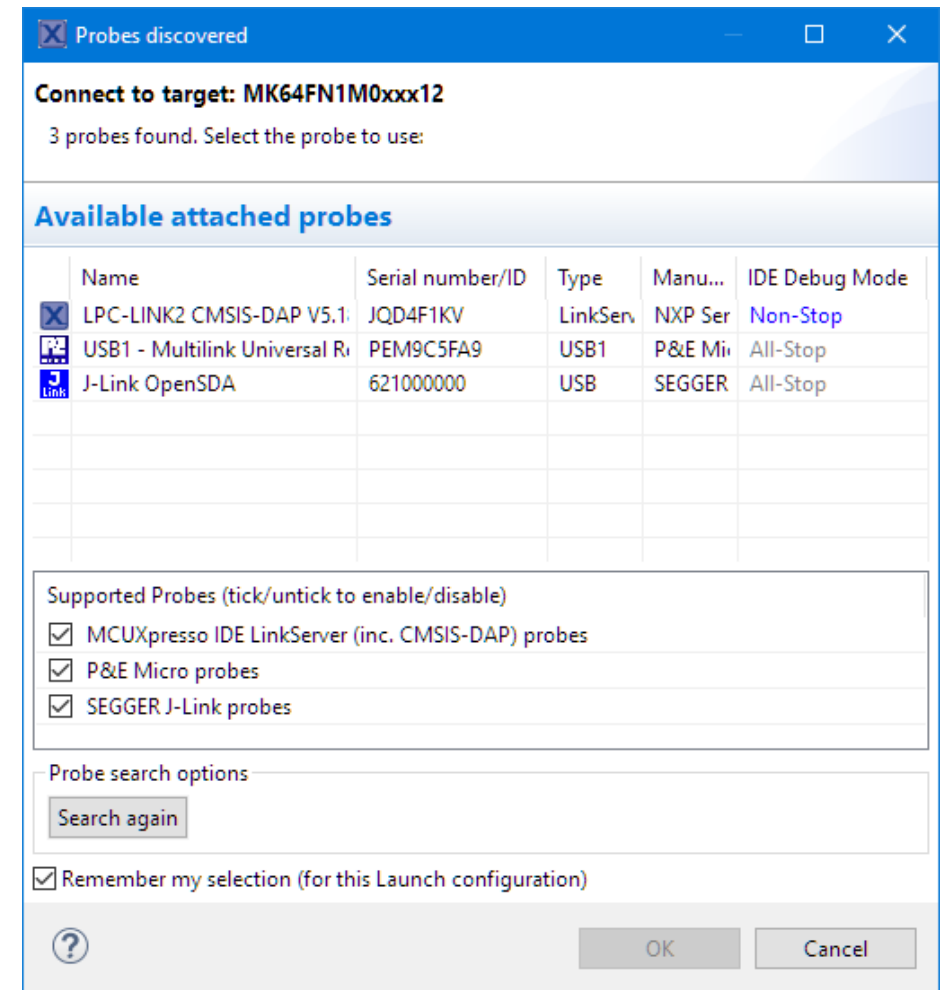 Probes discovered
Connect to target: MK64FN1M0xxx12
3 probes found. Select the probe to use:
Available attached probes
Name Serial number/ID Type Manu... IDE Debug Mode
LPC-LINK2 CMSIS-DAP V5.1 JQD4F1KV LinkServ NXP Ser Non-Stop
USB1 - Multilink Universal R PEM9C5FA9 USB1 P&E Mi All-Stop
J-Link OpenSDA 621000000 USB SEGGER All-Stop
Supported Probes (tick/untick to enable/disable)
MCUXpresso IDE LinkServer (inc. CMSIS-DAP) probes
P&E Micro probes
SEGGER J-Link probes
Probe search options
Search again
Remember my selection (for this Launch configuration)
? OK Cancel